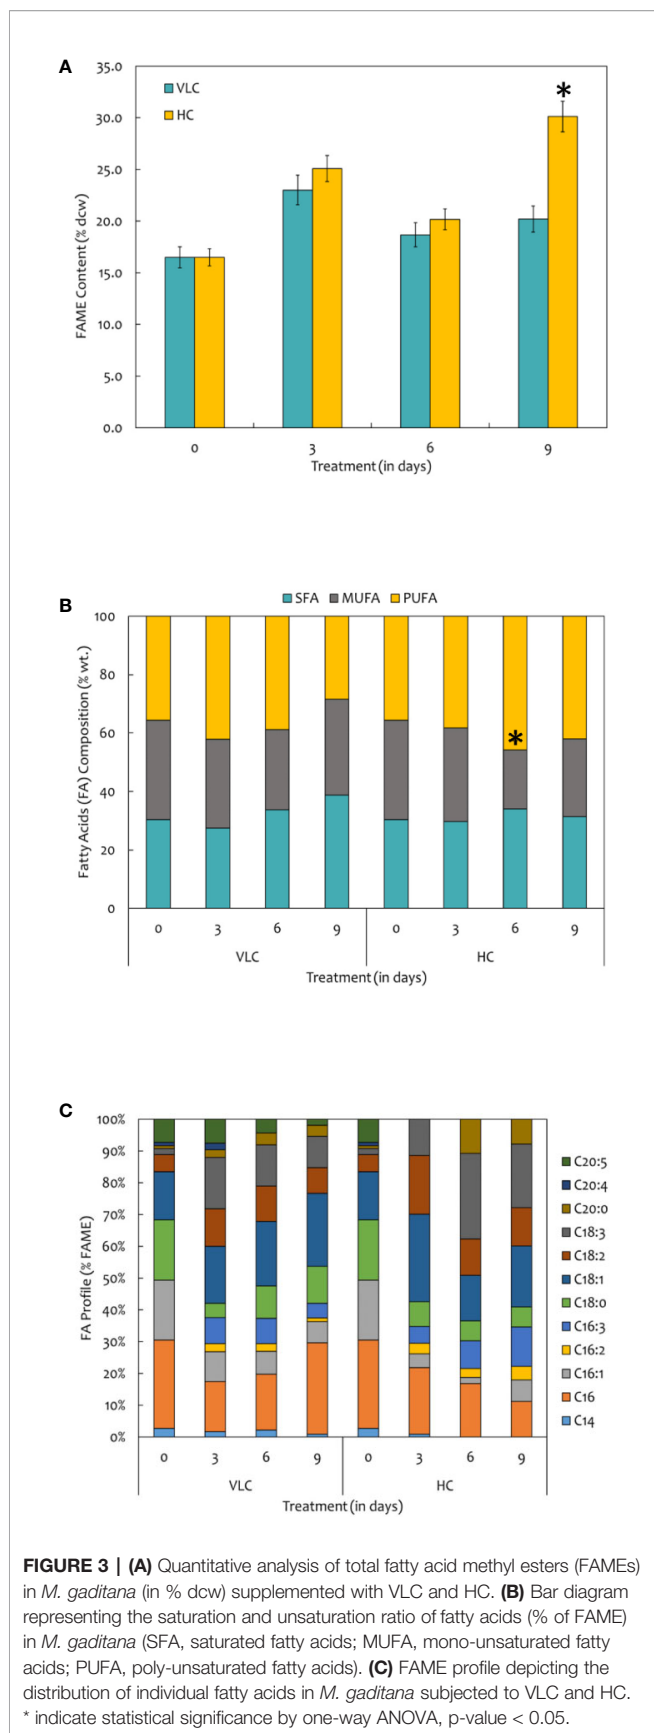 A
35.0
30.0
25.0
20.0
15.0
10.0
5.0
0.0
FAME Content (% dcw)
VLC
HC
*
0 3 6 9
Treatment (in days)
B
SFA MUFA PUFA
100
80
60
40
20
0
Fatty Acids (FA) Composition (% wt.)
*
0 3 6 9 0 3 6 9
VLC HC
Treatment (in days)
C
100%
90%
80%
70%
60%
50%
40%
30%
20%
10%
0%
FA Profile (% FAME)
C20:5
C20:4
C20:0
C18:3
C18:2
C18:1
C18:0
C16:3
C16:2
C16:1
C16
C14
0 3 6 9 0 3 6 9
VLC HC
Treatment (in days)
FIGURE 3 | (A) Quantitative analysis of total fatty acid methyl esters (FAMEs)
in M. gaditana (in % dcw) supplemented with VLC and HC. (B) Bar diagram
representing the saturation and unsaturation ratio of fatty acids (% of FAME)
in M. gaditana (SFA, saturated fatty acids; MUFA, mono-unsaturated fatty
acids; PUFA, poly-unsaturated fatty acids). (C) FAME profile depicting the
distribution of individual fatty acids in M. gaditana subjected to VLC and HC.
* indicate statistical significance by one-way ANOVA, p-value < 0.05.